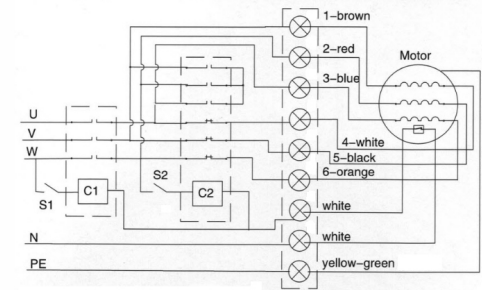 1-brown
2-red
Motor
3-blue
U
V
4-white
W
5-black
S2
6-orange
C1
C2
S1
white
N
white
PE
yellow-green